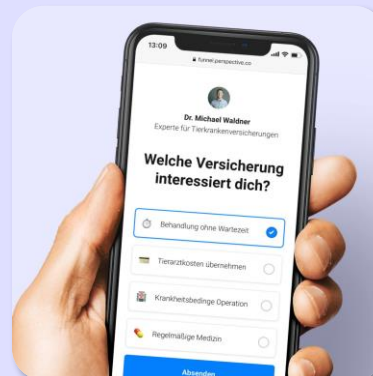 13:09
funnel.perspective.co
Dr. Michael Waldner
Experte für Tierkrankenversicherungen
Welche Versicherung
interessiert dich?
Behandlung ohne Wartezeit
Tierarztkosten übernehmen
Krankheitsbedinge Operation
Regelmäßige Medizin
Absenden